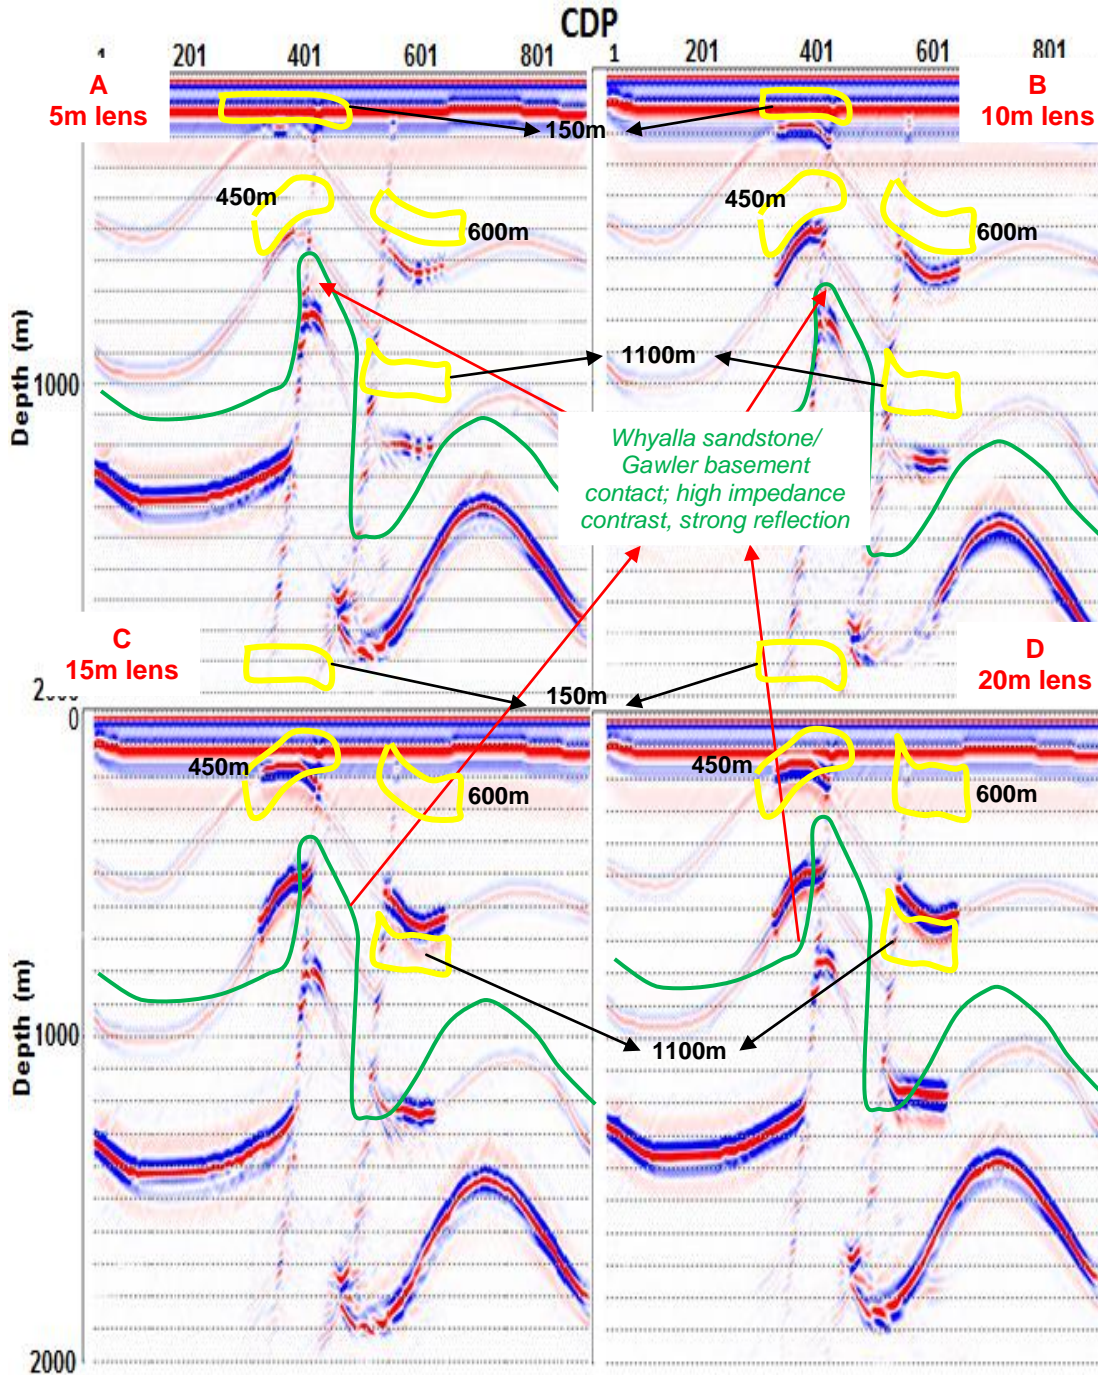 CDP
1 201 401 601 801 1 201 401 601 801
A
5m lens
B
10m lens
150m
450m
600m
450m
600m
1100m
Depth (m)
1000
Whyalla sandstone/
Gawler basement
contact; high impedance
contrast, strong reflection
C
15m lens
D
20m lens
2000
150m
0
450m
600m
450m
600m
Depth (m)
1000
1100m
2000